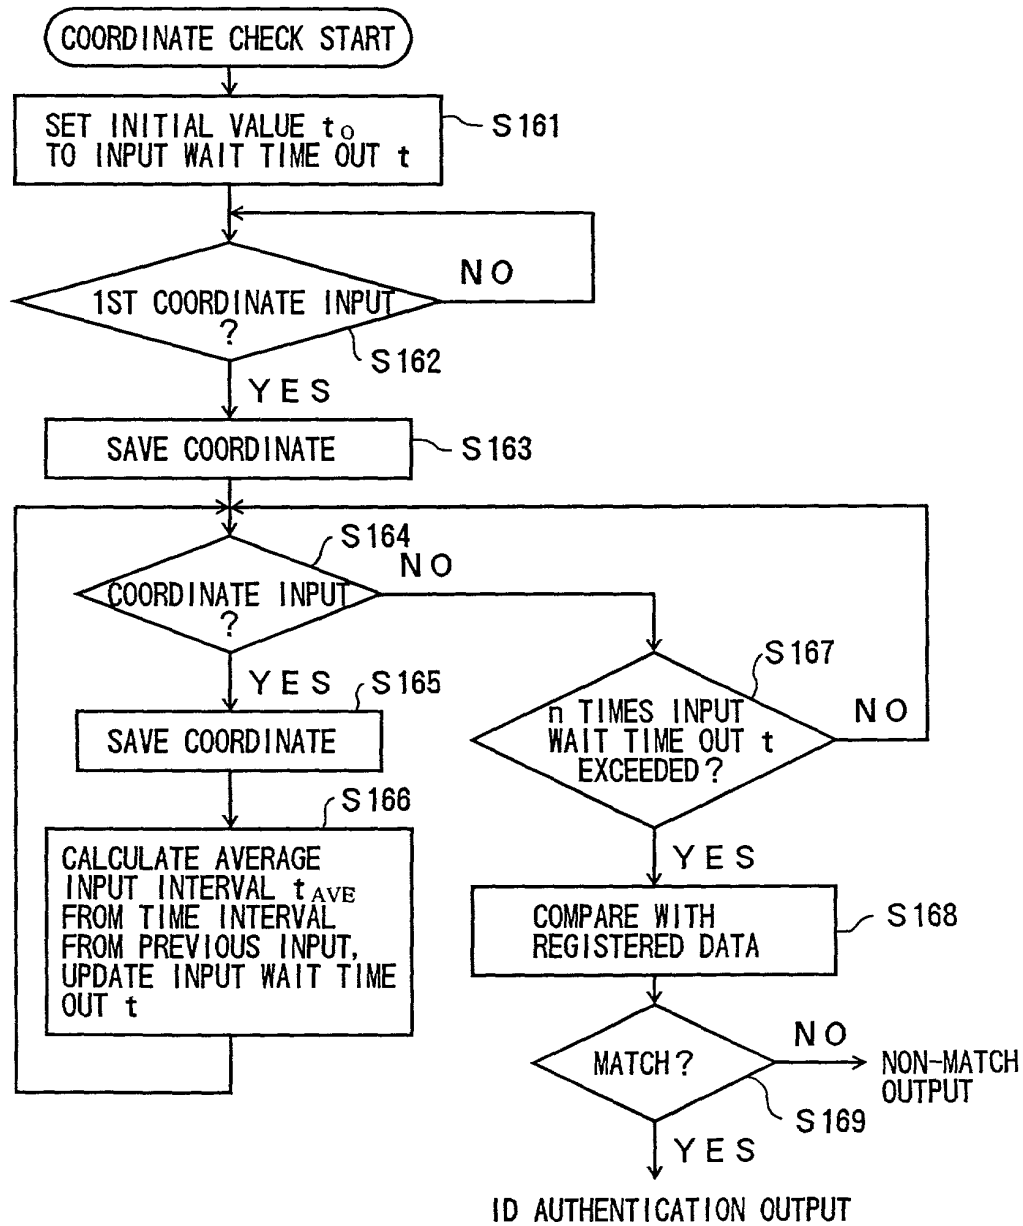 COORDINATE CHECK START
SET INITIAL VALUE t0
TO INPUT WAIT TIME OUT t
S161
1ST COORDINATE INPUT
?
NO
S162
YES
SAVE COORDINATE
S163
S164
COORDINATE INPUT
?
NO
YES
S165
SAVE COORDINATE
S166
CALCULATE AVERAGE
INPUT INTERVAL tAVE
FROM TIME INTERVAL
FROM PREVIOUS INPUT,
UPDATE INPUT WAIT TIME
OUT t
S167
n TIMES INPUT
WAIT TIME OUT t
EXCEEDED?
NO
YES
COMPARE WITH
REGISTERED DATA
S168
MATCH?
NO
NON-MATCH
OUTPUT
S169
YES
ID AUTHENTICATION OUTPUT